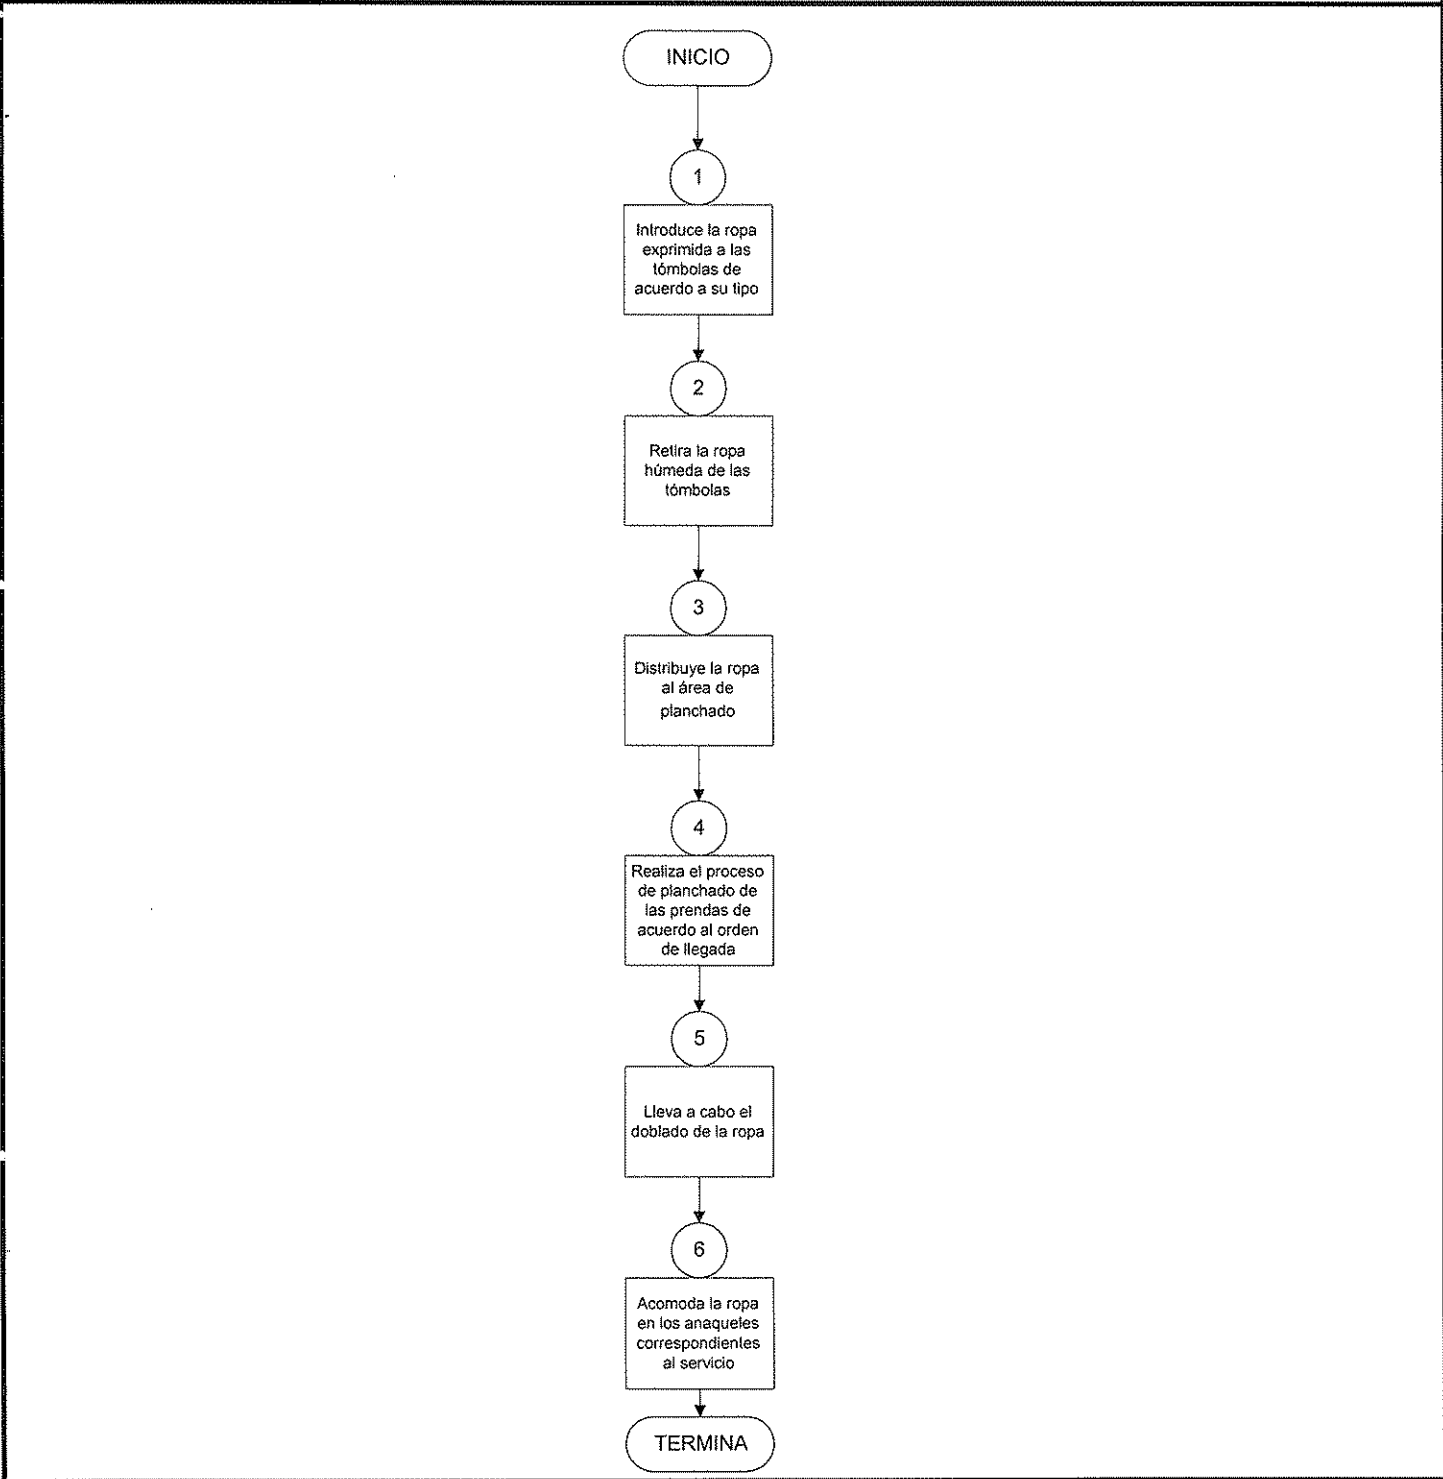 INICIO
1
Introduce la ropa
exprimida a las
tómbolas de
acuerdo a su tipo
2
Retira la ropa
húmeda de las
tómbolas
3
Distribuye la ropa
al área de
planchado
4
Realiza el proceso
de planchado de
las prendas de
acuerdo al orden
de llegada
5
Lleva a cabo el
doblado de la ropa
6
Acomoda la ropa
en los anaqueles
correspondientes
al servicio
TERMINA